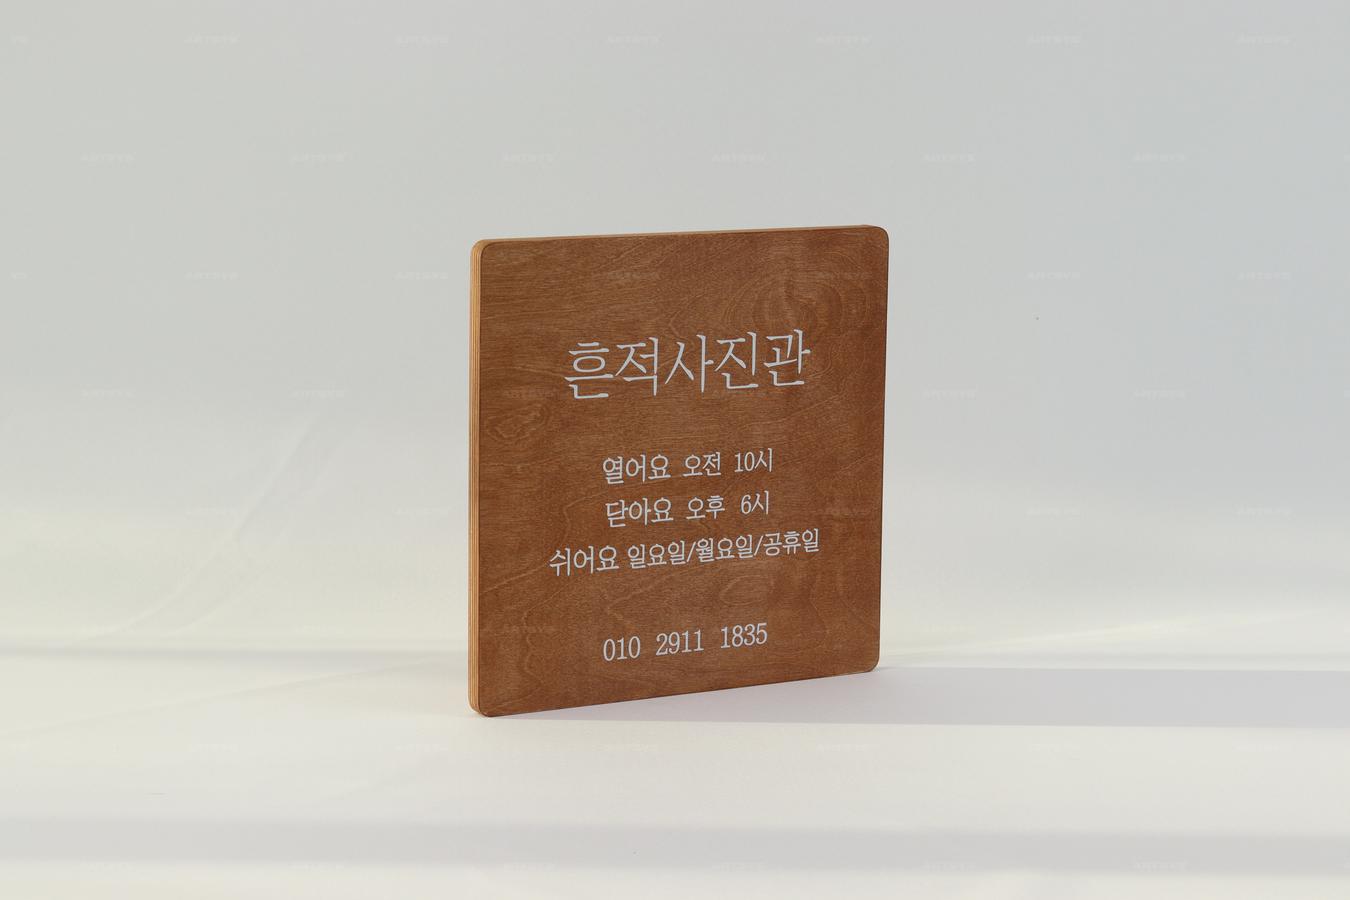 흔적사진관
열어요 오전 10시
닫아요 오후 6시
쉬어요 일요일/월요일/공휴일
010 2911 1835